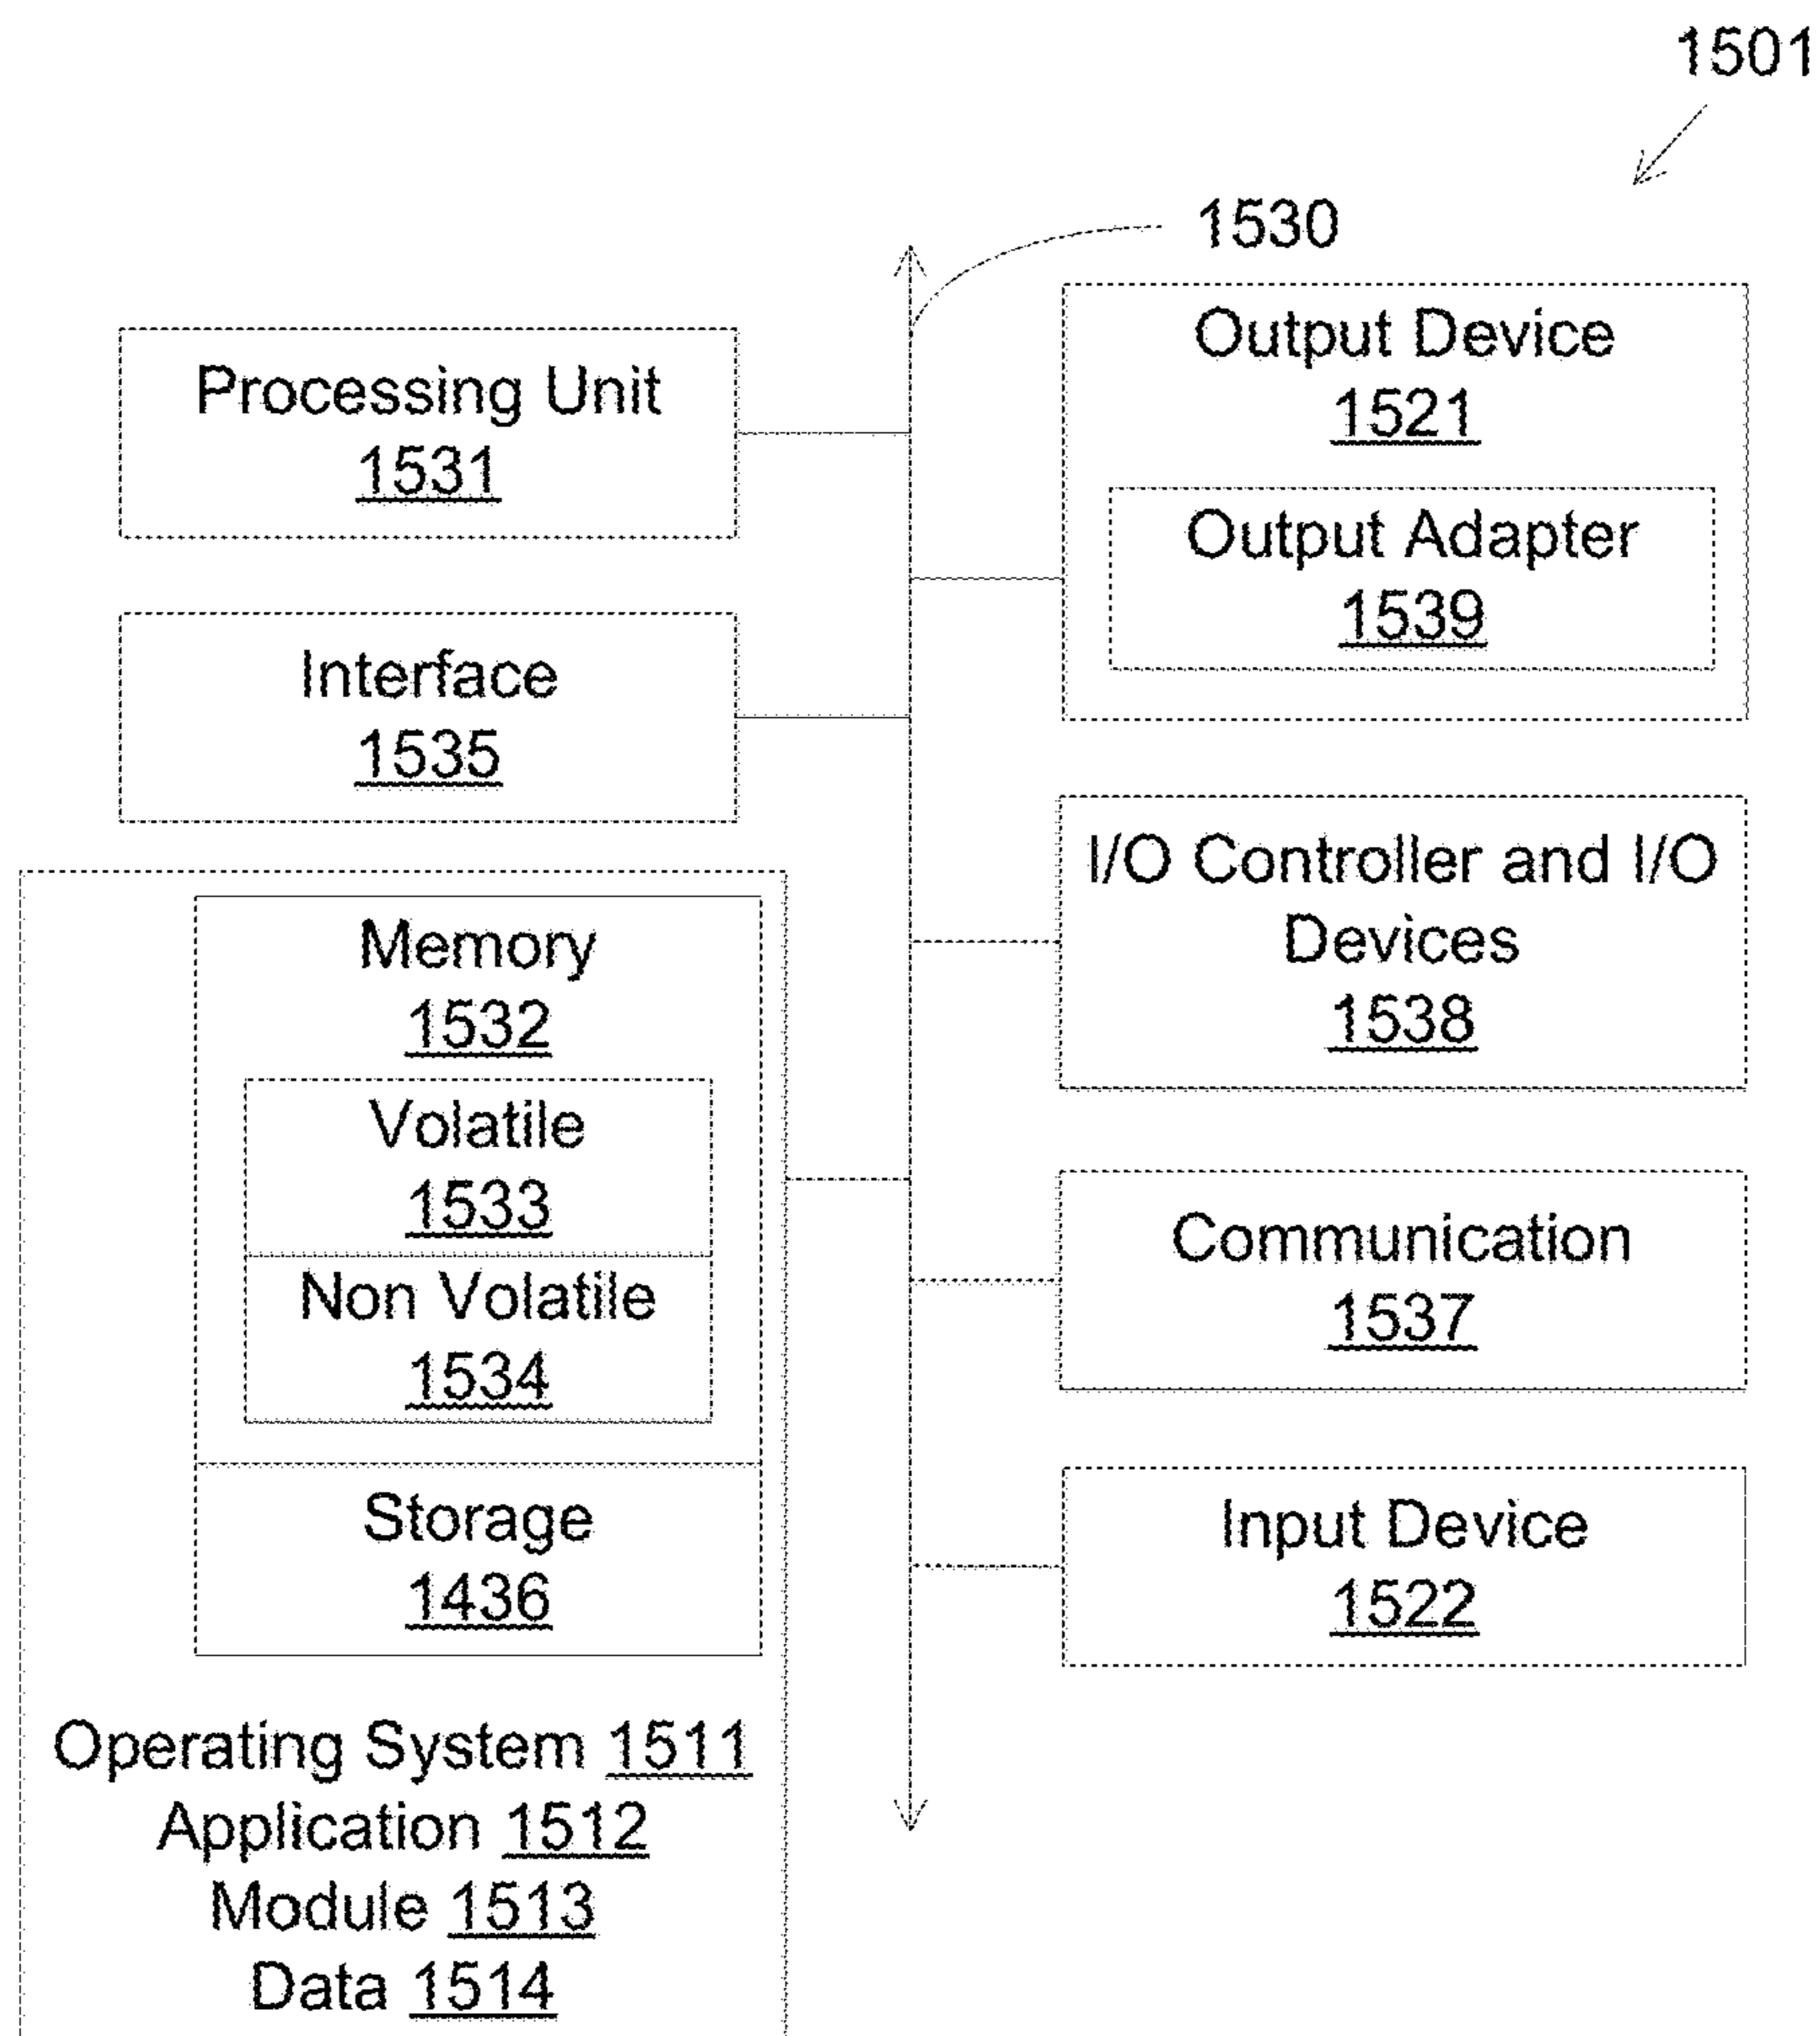 1501
1530
Processing Unit
1531
Interface
1535
Memory
1532
Volatile
1533
Non Volatile
1534
Storage
1436
Operating System 1511
Application 1512
Module 1513
Data 1514
Output Device
1521
Output Adapter
1539
I/O Controller and I/O
Devices
1538
Communication
1537
Input Device
1522